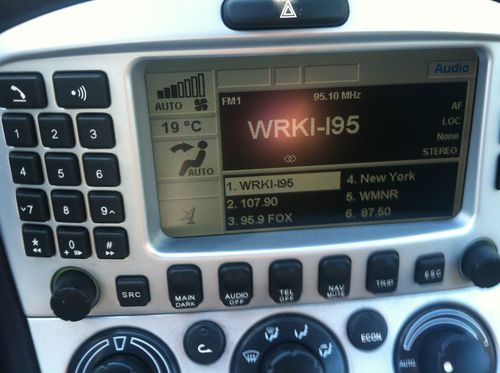 Audio
AUTO
FM1 95.10 MHz
AF
LOC
None
STEREO
19 °C
WRKI-I95
AUTO
1. WRKI-I95
2. 107.90
3. 95.9 FOX
4. New York
5. WMNR
6. 87.50
1 2 3
4 5 6
7 8 9
* 0 #
SRC
MAIN DARK
AUDIO OFF
TEL OFF
NAV MUTE
TRIP
ESC
ECON
AUTO